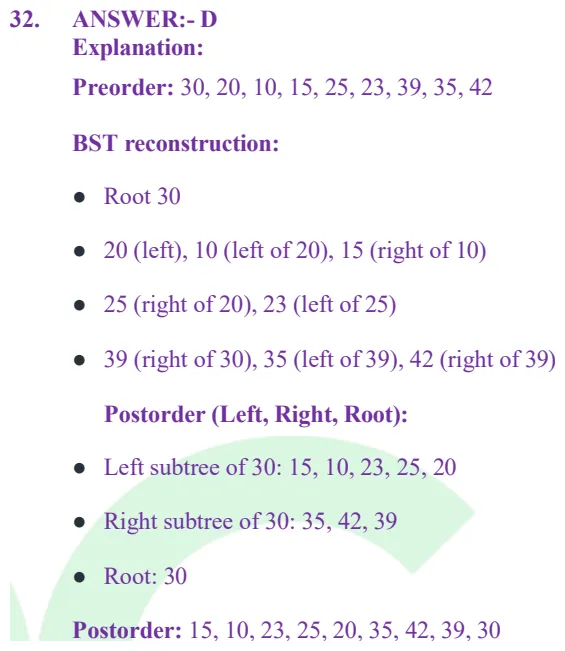 32. ANSWER:- D
Explanation:
Preorder: 30, 20, 10, 15, 25, 23, 39, 35, 42
BST reconstruction:
● Root 30
● 20 (left), 10 (left of 20), 15 (right of 10)
● 25 (right of 20), 23 (left of 25)
● 39 (right of 30), 35 (left of 39), 42 (right of 39)
Postorder (Left, Right, Root):
● Left subtree of 30: 15, 10, 23, 25, 20
● Right subtree of 30: 35, 42, 39
● Root: 30
Postorder: 15, 10, 23, 25, 20, 35, 42, 39, 30